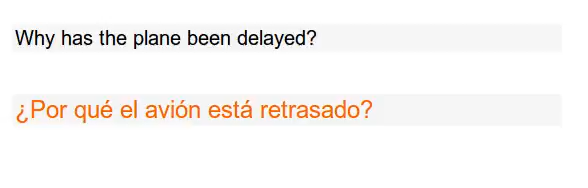 Why has the plane been delayed?
¿Por qué el avión está retrasado?